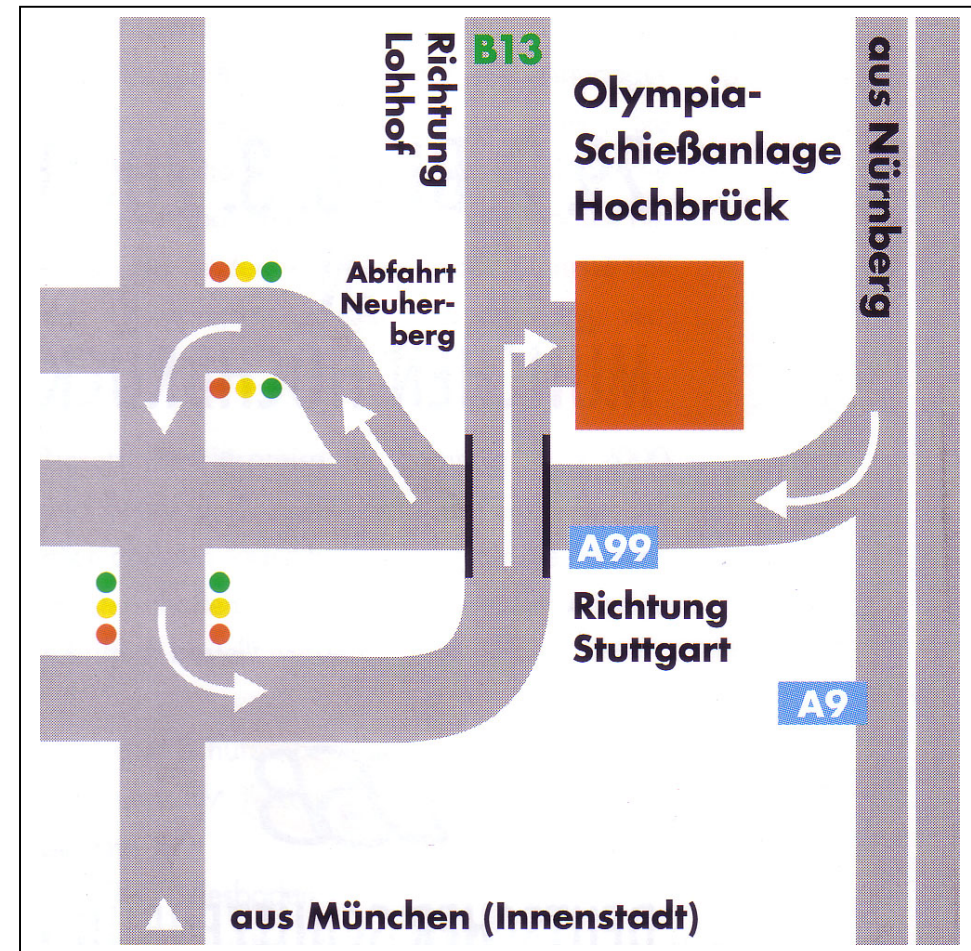 Richtung
Lohhof
B13
Olympia-
Schießanlage
Hochbrück
aus Nürnberg
Abfahrt
Neuher-
berg
A99
Richtung
Stuttgart
A9
aus München (Innenstadt)